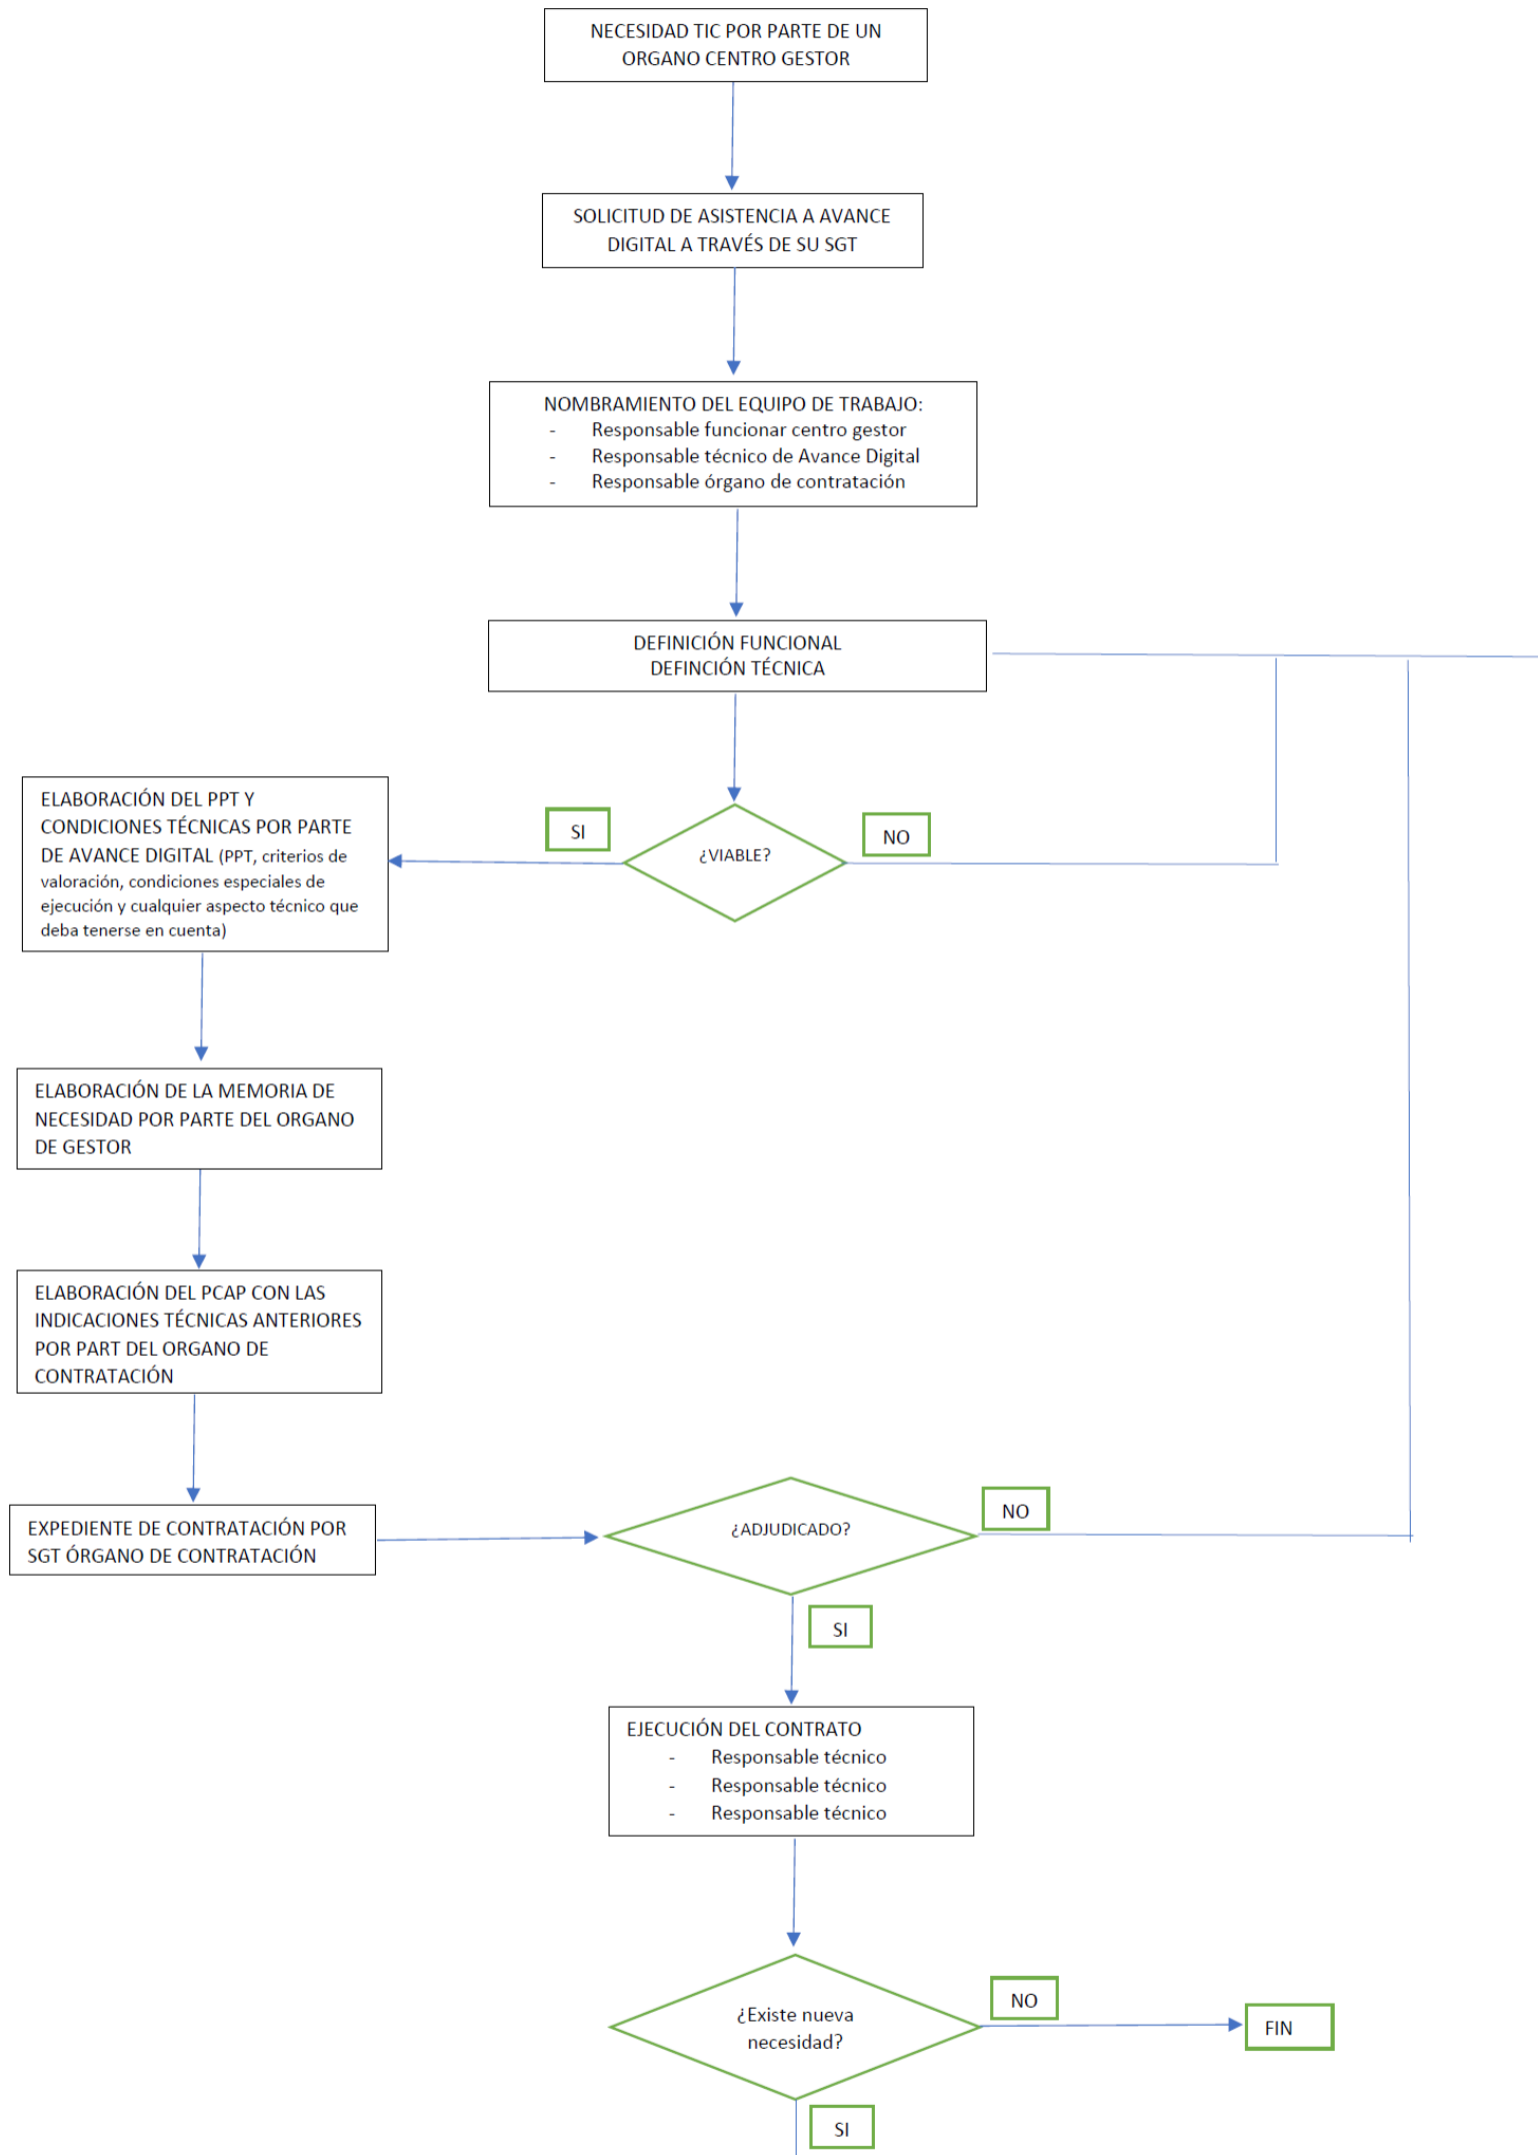 NECESIDAD TIC POR PARTE DE UN
ORGANO CENTRO GESTOR
SOLICITUD DE ASISTENCIA A AVANCE
DIGITAL A TRAVÉS DE SU SGT
NOMBRAMIENTO DEL EQUIPO DE TRABAJO:
- Responsable funcionar centro gestor
- Responsable técnico de Avance Digital
- Responsable órgano de contratación
DEFINICIÓN FUNCIONAL
DEFINCIÓN TÉCNICA
¿VIABLE?
SI
NO
ELABORACIÓN DEL PPT Y
CONDICIONES TÉCNICAS POR PARTE
DE AVANCE DIGITAL (PPT, criterios de
valoración, condiciones especiales de
ejecución y cualquier aspecto técnico que
deba tenerse en cuenta)
ELABORACIÓN DE LA MEMORIA DE
NECESIDAD POR PARTE DEL ORGANO
DE GESTOR
ELABORACIÓN DEL PCAP CON LAS
INDICACIONES TÉCNICAS ANTERIORES
POR PART DEL ORGANO DE
CONTRATACIÓN
EXPEDIENTE DE CONTRATACIÓN POR
SGT ÓRGANO DE CONTRATACIÓN
¿ADJUDICADO?
NO
SI
EJECUCIÓN DEL CONTRATO
- Responsable técnico
- Responsable técnico
- Responsable técnico
¿Existe nueva
necesidad?
NO
FIN
SI